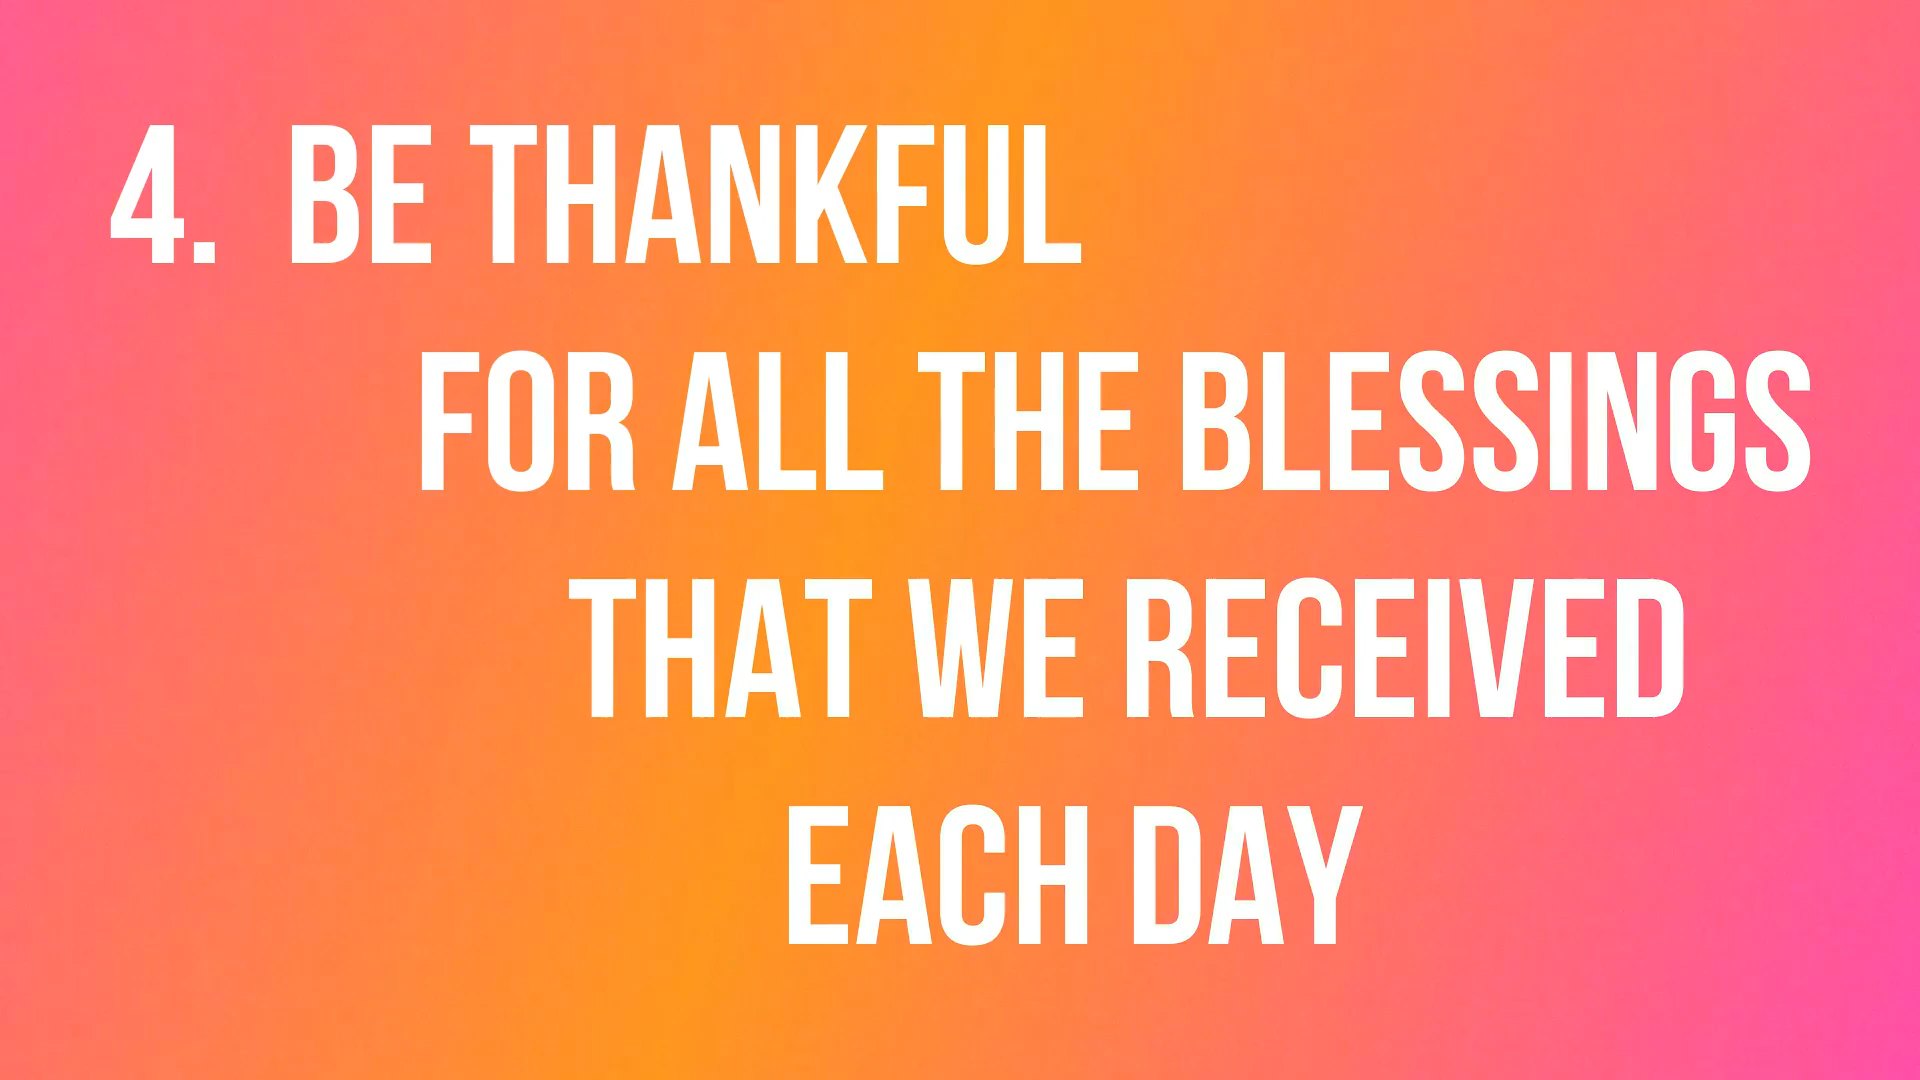 4. BE THANKFUL
FOR ALL THE BLESSINGS
THAT WE RECEIVED
EACH DAY